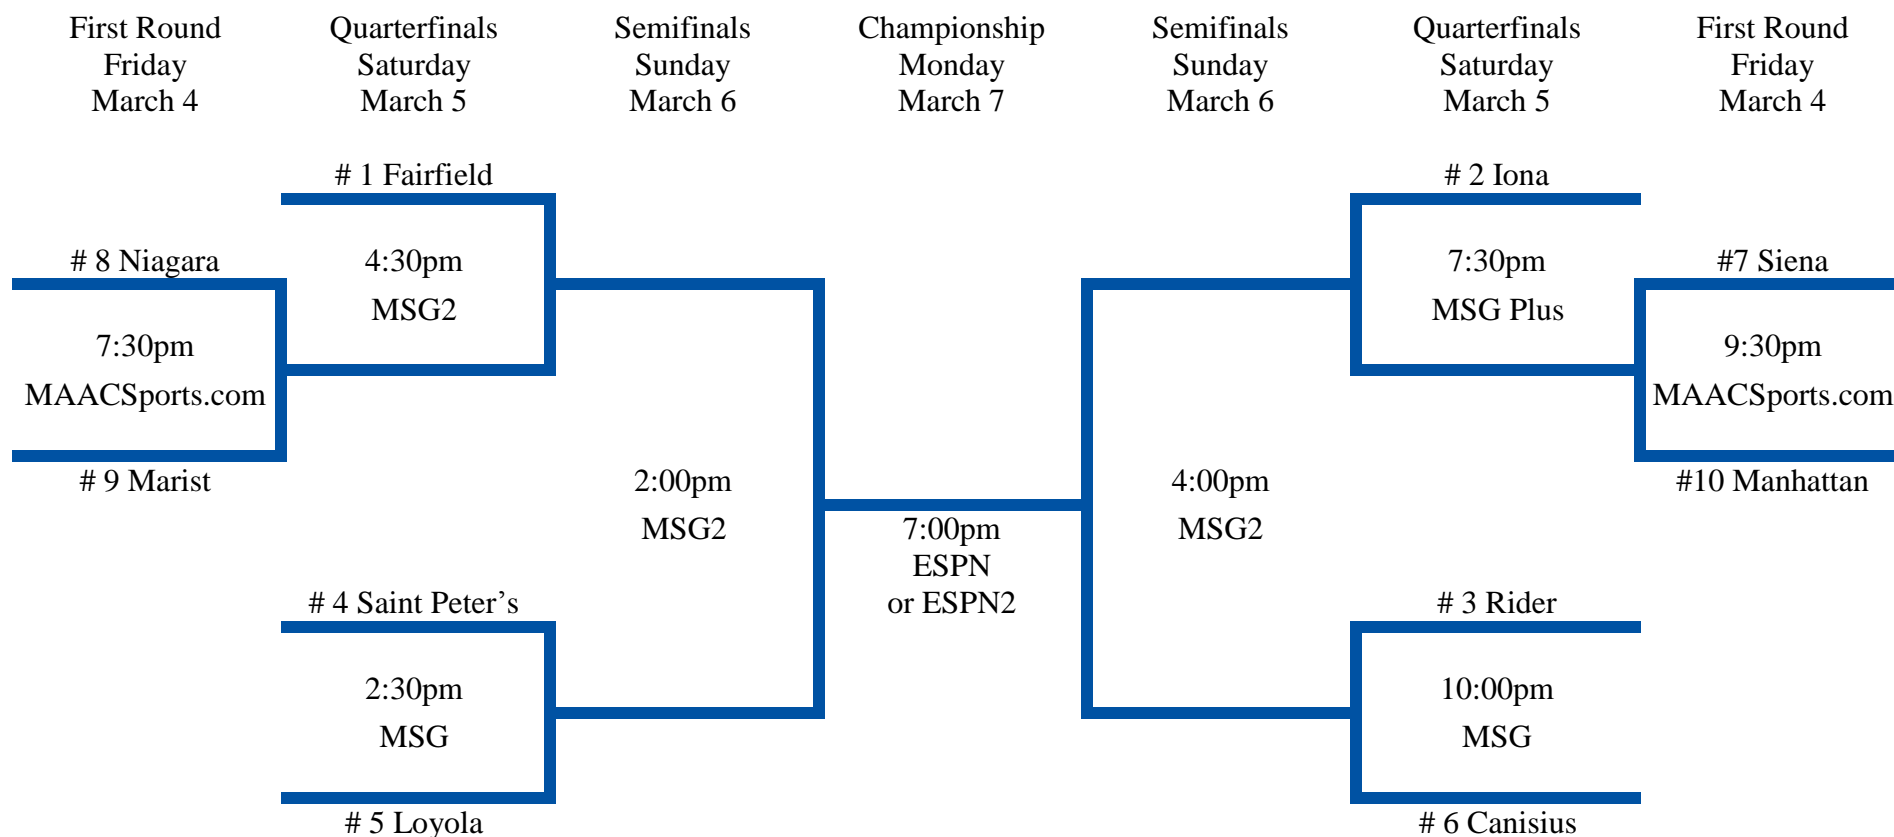 First Round
Friday
March 4
Quarterfinals
Saturday
March 5
Semifinals
Sunday
March 6
Championship
Monday
March 7
Semifinals
Sunday
March 6
Quarterfinals
Saturday
March 5
First Round
Friday
March 4
# 1 Fairfield
# 8 Niagara
4:30pm
MSG2
7:30pm
MAACSports.com
# 9 Marist
2:00pm
MSG2
# 4 Saint Peter’s
2:30pm
MSG
# 5 Loyola
7:00pm
ESPN
or ESPN2
# 2 Iona
7:30pm
MSG Plus
#7 Siena
9:30pm
MAACSports.com
#10 Manhattan
4:00pm
MSG2
# 3 Rider
10:00pm
MSG
# 6 Canisius